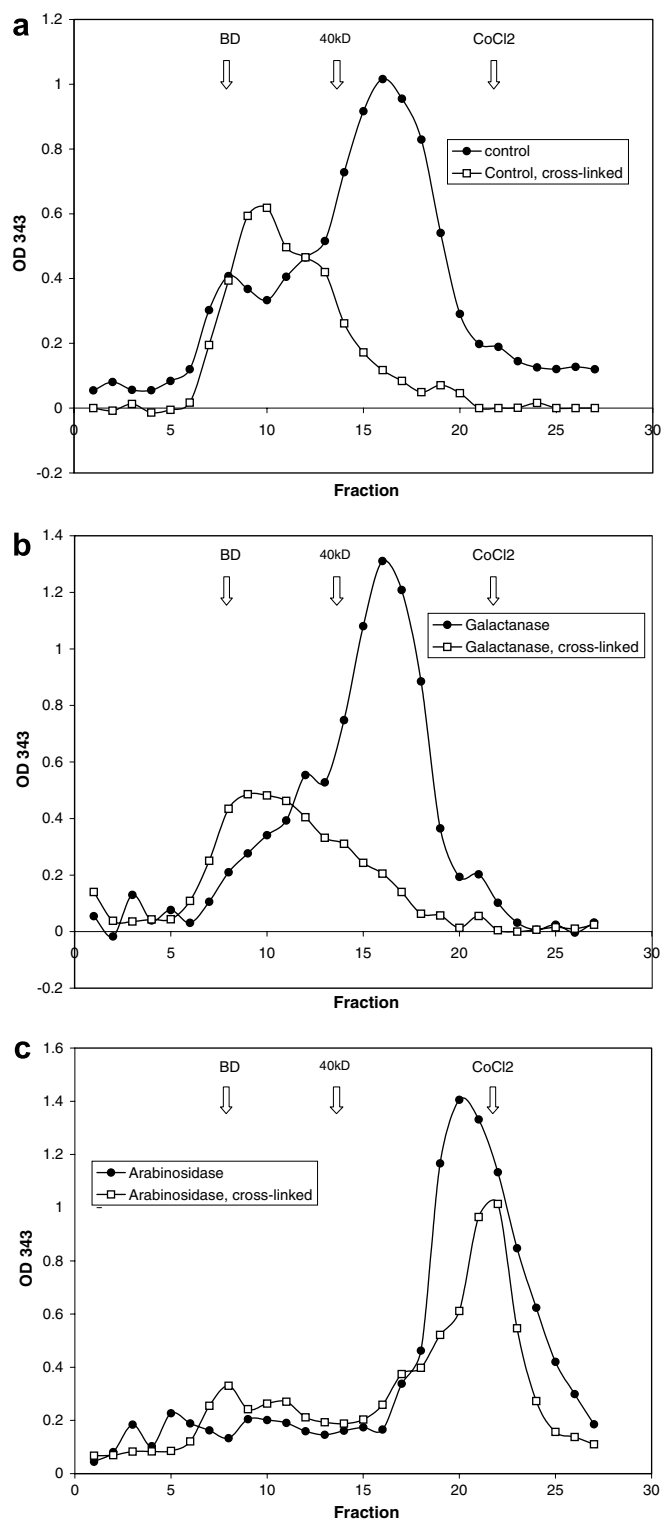 a
1.2
BD 40kD CoCl2
1
control
Control, cross-linked
0.8
0.6
OD 343
0.4
0.2
0
0 5 10 15 20 25 30
-0.2
Fraction
b
1.4
BD 40kD CoCl2
1.2
Galactanase
Galactanase, cross-linked
1
0.8
OD 343
0.6
0.4
0.2
0
0 5 10 15 20 25 30
-0.2
Fraction
c
1.6
BD 40kD CoCl2
1.4
1.2
Arabinosidase
Arabinosidase, cross-linked
1
OD 343
0.8
0.6
0.4
0.2
0
0 5 10 15 20 25 30
Fraction